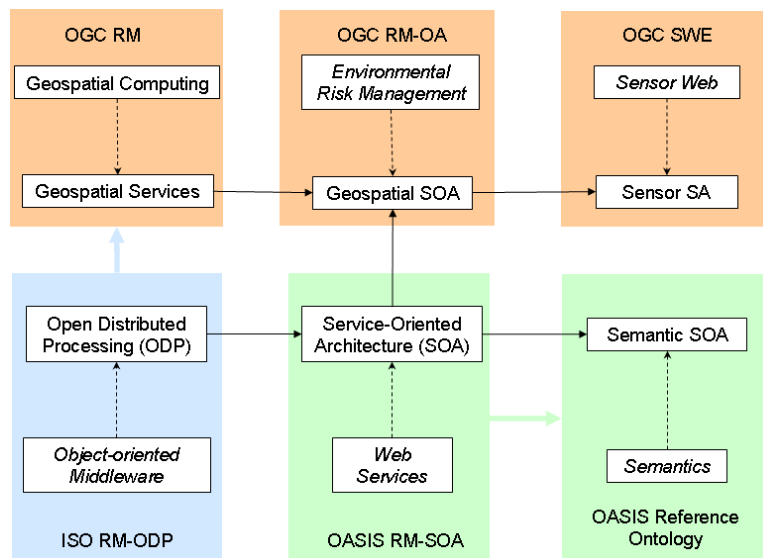 OGC RM
OGC RM-OA
OGC SWE
Geospatial Computing
Environmental
Risk Management
Sensor Web
Geospatial Services
Geospatial SOA
Sensor SA
Open Distributed
Processing (ODP)
Service-Oriented
Architecture (SOA)
Semantic SOA
Object-oriented
Middleware
Web
Services
Semantics
ISO RM-ODP
OASIS RM-SOA
OASIS Reference
Ontology